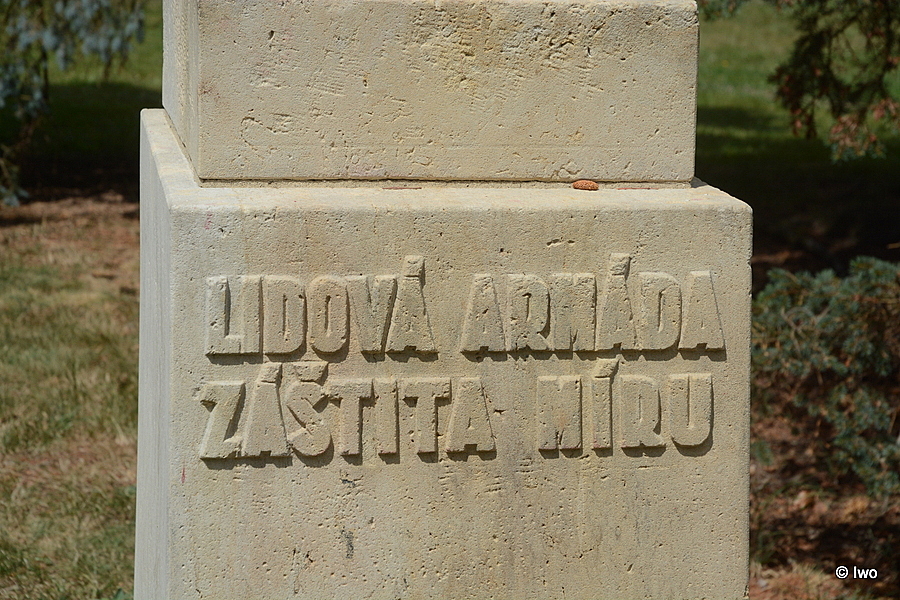 LIDOVÁ ARMÁDA
ZÁŠTITA MÍRU
© Iwo